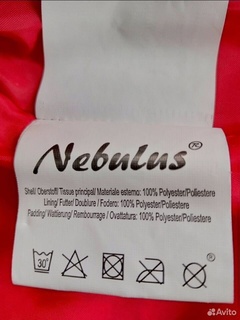 Nebulus®
Shell/ Oberstoff/ Tissue principal/ Materiale esterno: 100% Polyester/Poliestere
Lining/ Futter/ Doublure / Fodero: 100% Polyester/Poliestere
Padding/ Wattierung/ Rembourrage / Ovattatura: 100% Polyester/Poliestere
30°
®
Avito